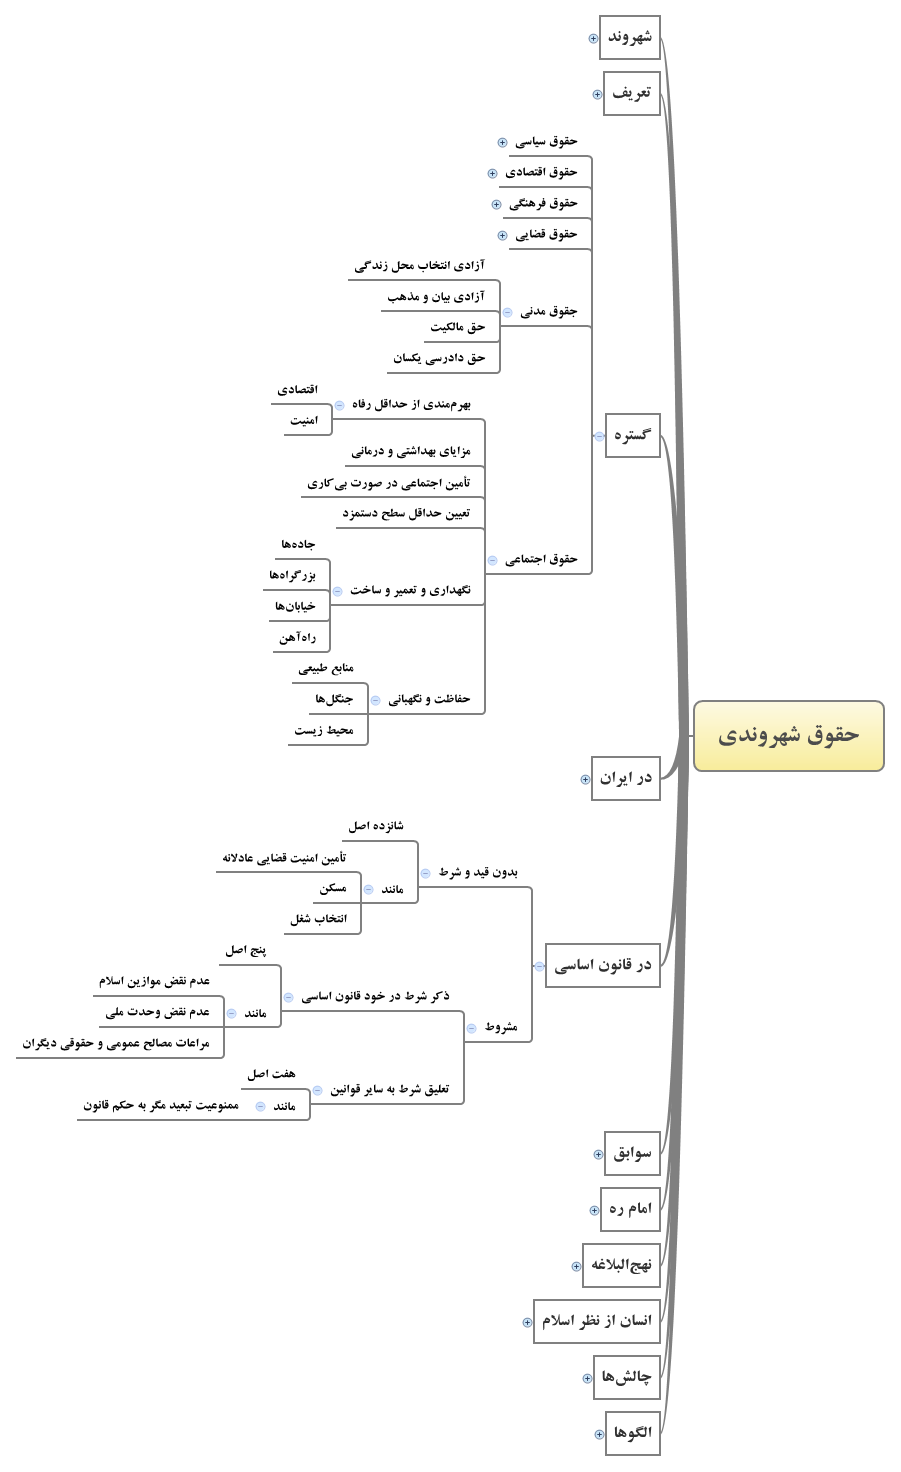 حقوق شهروندی
شهروند
تعریف
گستره
حقوق سیاسی
حقوق اقتصادی
حقوق فرهنگی
حقوق قضایی
حقوق مدنی
آزادی انتخاب محل زندگی
آزادی بیان و مذهب
حق مالکیت
حق دادرسی یکسان
حقوق اجتماعی
بهره‌مندی از حداقل رفاه
اقتصادی
امنیت
مزایای بهداشتی و درمانی
تأمین اجتماعی در صورت بی‌کاری
تعیین حداقل سطح دستمزد
نگهداری و تعمیر و ساخت
جاده‌ها
بزرگراه‌ها
خیابان‌ها
راه‌آهن
حفاظت و نگهبانی
منابع طبیعی
جنگل‌ها
محیط زیست
در ایران
در قانون اساسی
بدون قید و شرط
شانزده اصل
مانند
تأمین امنیت قضایی عادلانه
مسکن
انتخاب شغل
مشروط
ذکر شرط در خود قانون اساسی
پنج اصل
مانند
عدم نقض موازین اسلام
عدم نقض وحدت ملی
مراعات مصالح عمومی و حقوقی دیگران
تعلیق شرط به سایر قوانین
هفت اصل
مانند
ممنوعیت تبعید مگر به حکم قانون
سوابق
امام ره
نهج‌البلاغه
انسان از نظر اسلام
چالش‌ها
الگوها